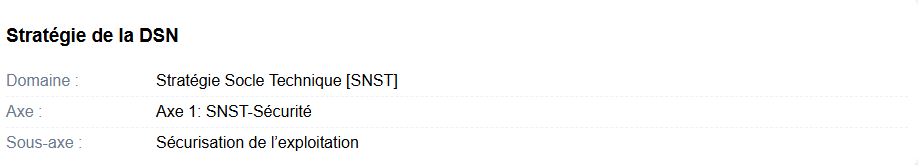 Stratégie de la DSN
Domaine : Stratégie Socle Technique [SNST]
Axe : Axe 1: SNST-Sécurité
Sous-axe : Sécurisation de l’exploitation